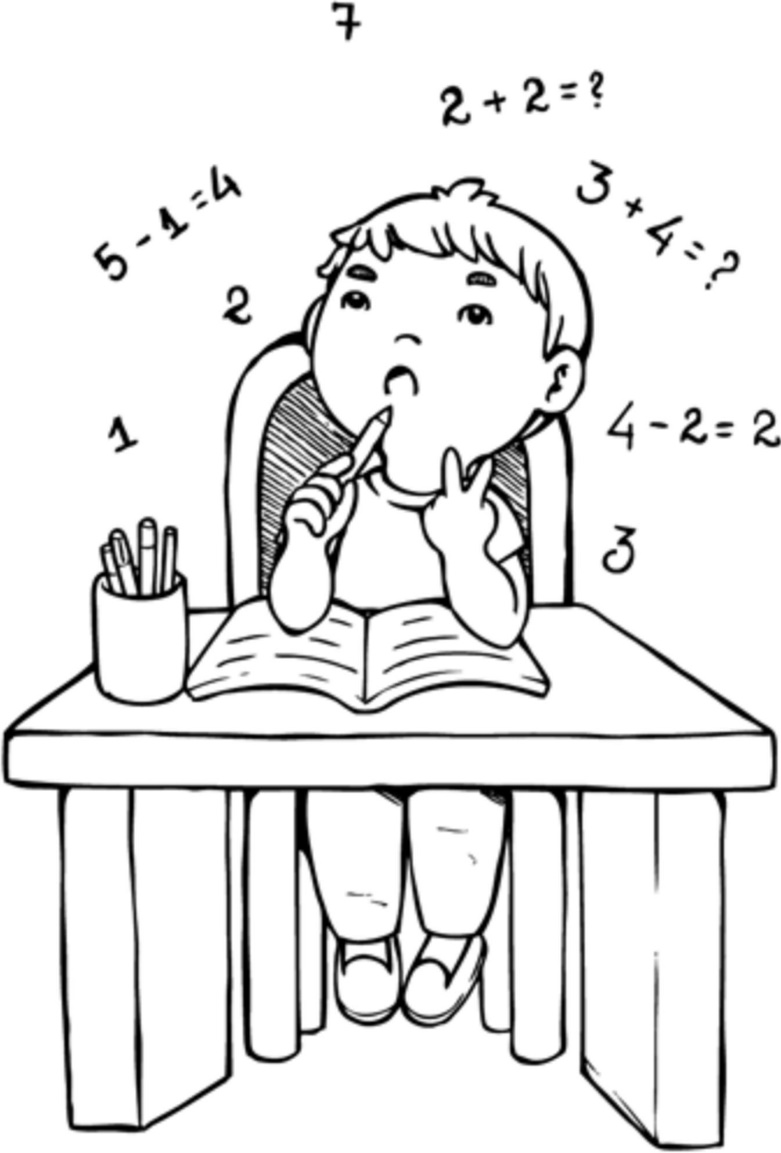 7
2 + 2 = ?
5 - 1 = 4
3 + 4 = ?
2
1
4 - 2 = 2
3